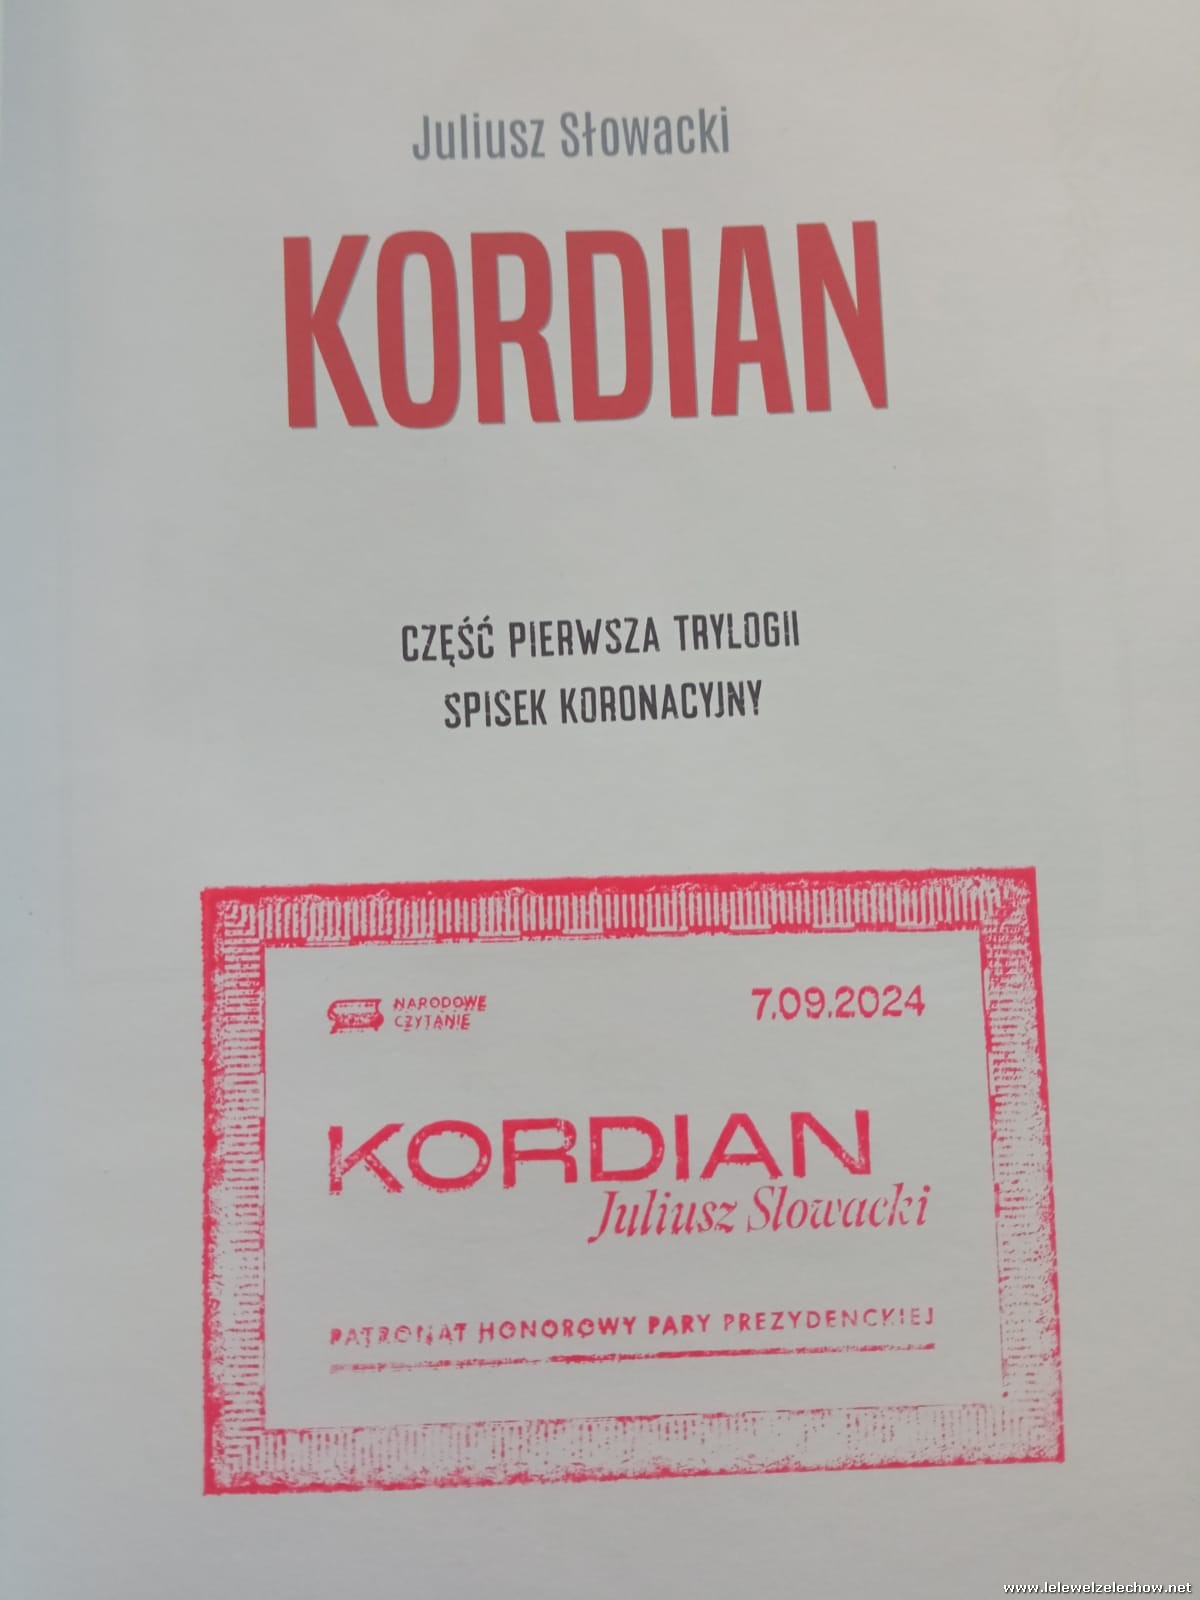 Juliusz Słowacki
KORDIAN
CZĘŚĆ PIERWSZA TRYLOGII
SPISEK KORONACYJNY
NARODOWE
CZYTANIE
7.09.2024
KORDIAN
Juliusz Słowacki
PATRONAT HONOROWY PARY PREZYDENCKIEJ
www.lelewelzelechow.net